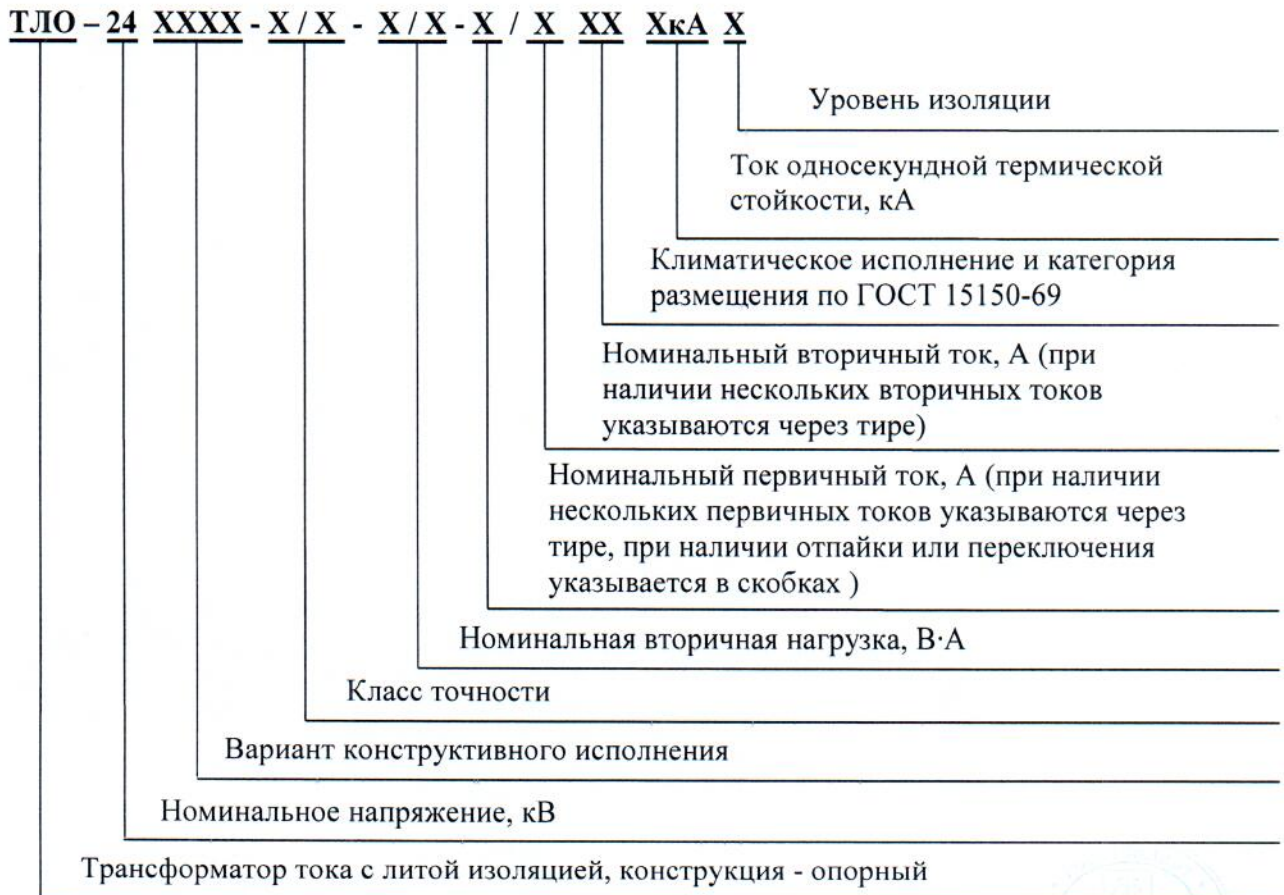 ТЛО – 24 ХХХХ - Х / Х - Х / Х - Х / Х ХХ ХкА Х
Уровень изоляции
Ток односекундной термической
стойкости, кА
Климатическое исполнение и категория
размещения по ГОСТ 15150-69
Номинальный вторичный ток, А (при
наличии нескольких вторичных токов
указываются через тире)
Номинальный первичный ток, А (при наличии
нескольких первичных токов указываются через
тире, при наличии отпайки или переключения
указывается в скобках )
Номинальная вторичная нагрузка, В·А
Класс точности
Вариант конструктивного исполнения
Номинальное напряжение, кВ
Трансформатор тока с литой изоляцией, конструкция - опорный